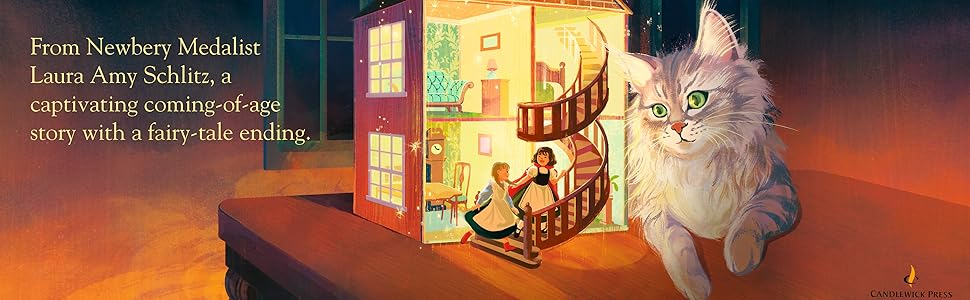 From Newbery Medalist
Laura Amy Schlitz, a
captivating coming-of-age
story with a fairy-tale ending.
CANDLEWICK PRESS